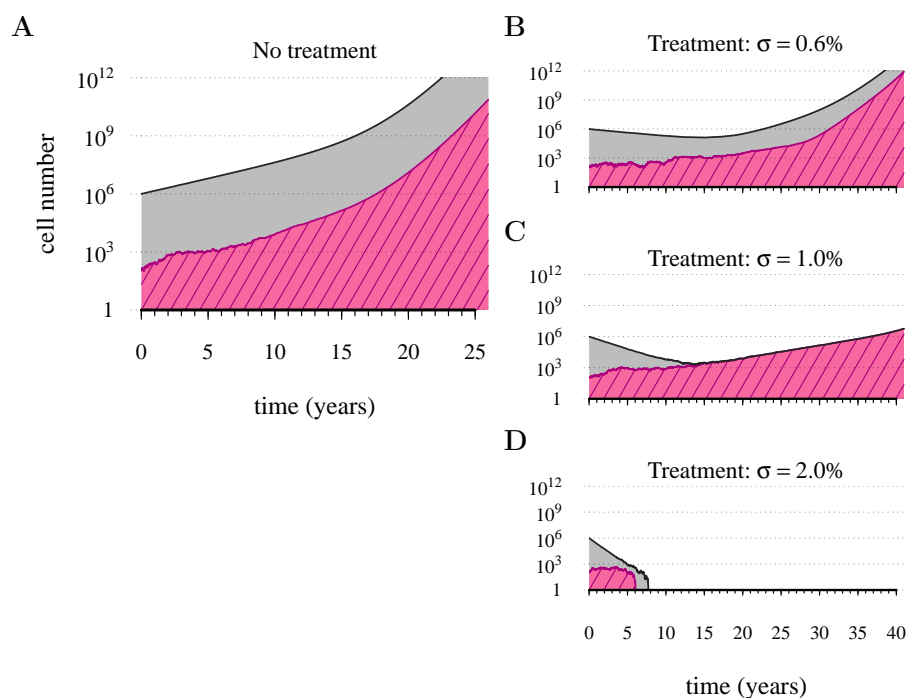 A
No treatment
10^12
10^9
10^6
10^3
1
cell number
0 5 10 15 20 25
time (years)
B
Treatment: σ = 0.6%
10^12
10^9
10^6
10^3
1
C
Treatment: σ = 1.0%
10^12
10^9
10^6
10^3
1
D
Treatment: σ = 2.0%
10^12
10^9
10^6
10^3
1
0 5 10 15 20 25 30 35 40
time (years)